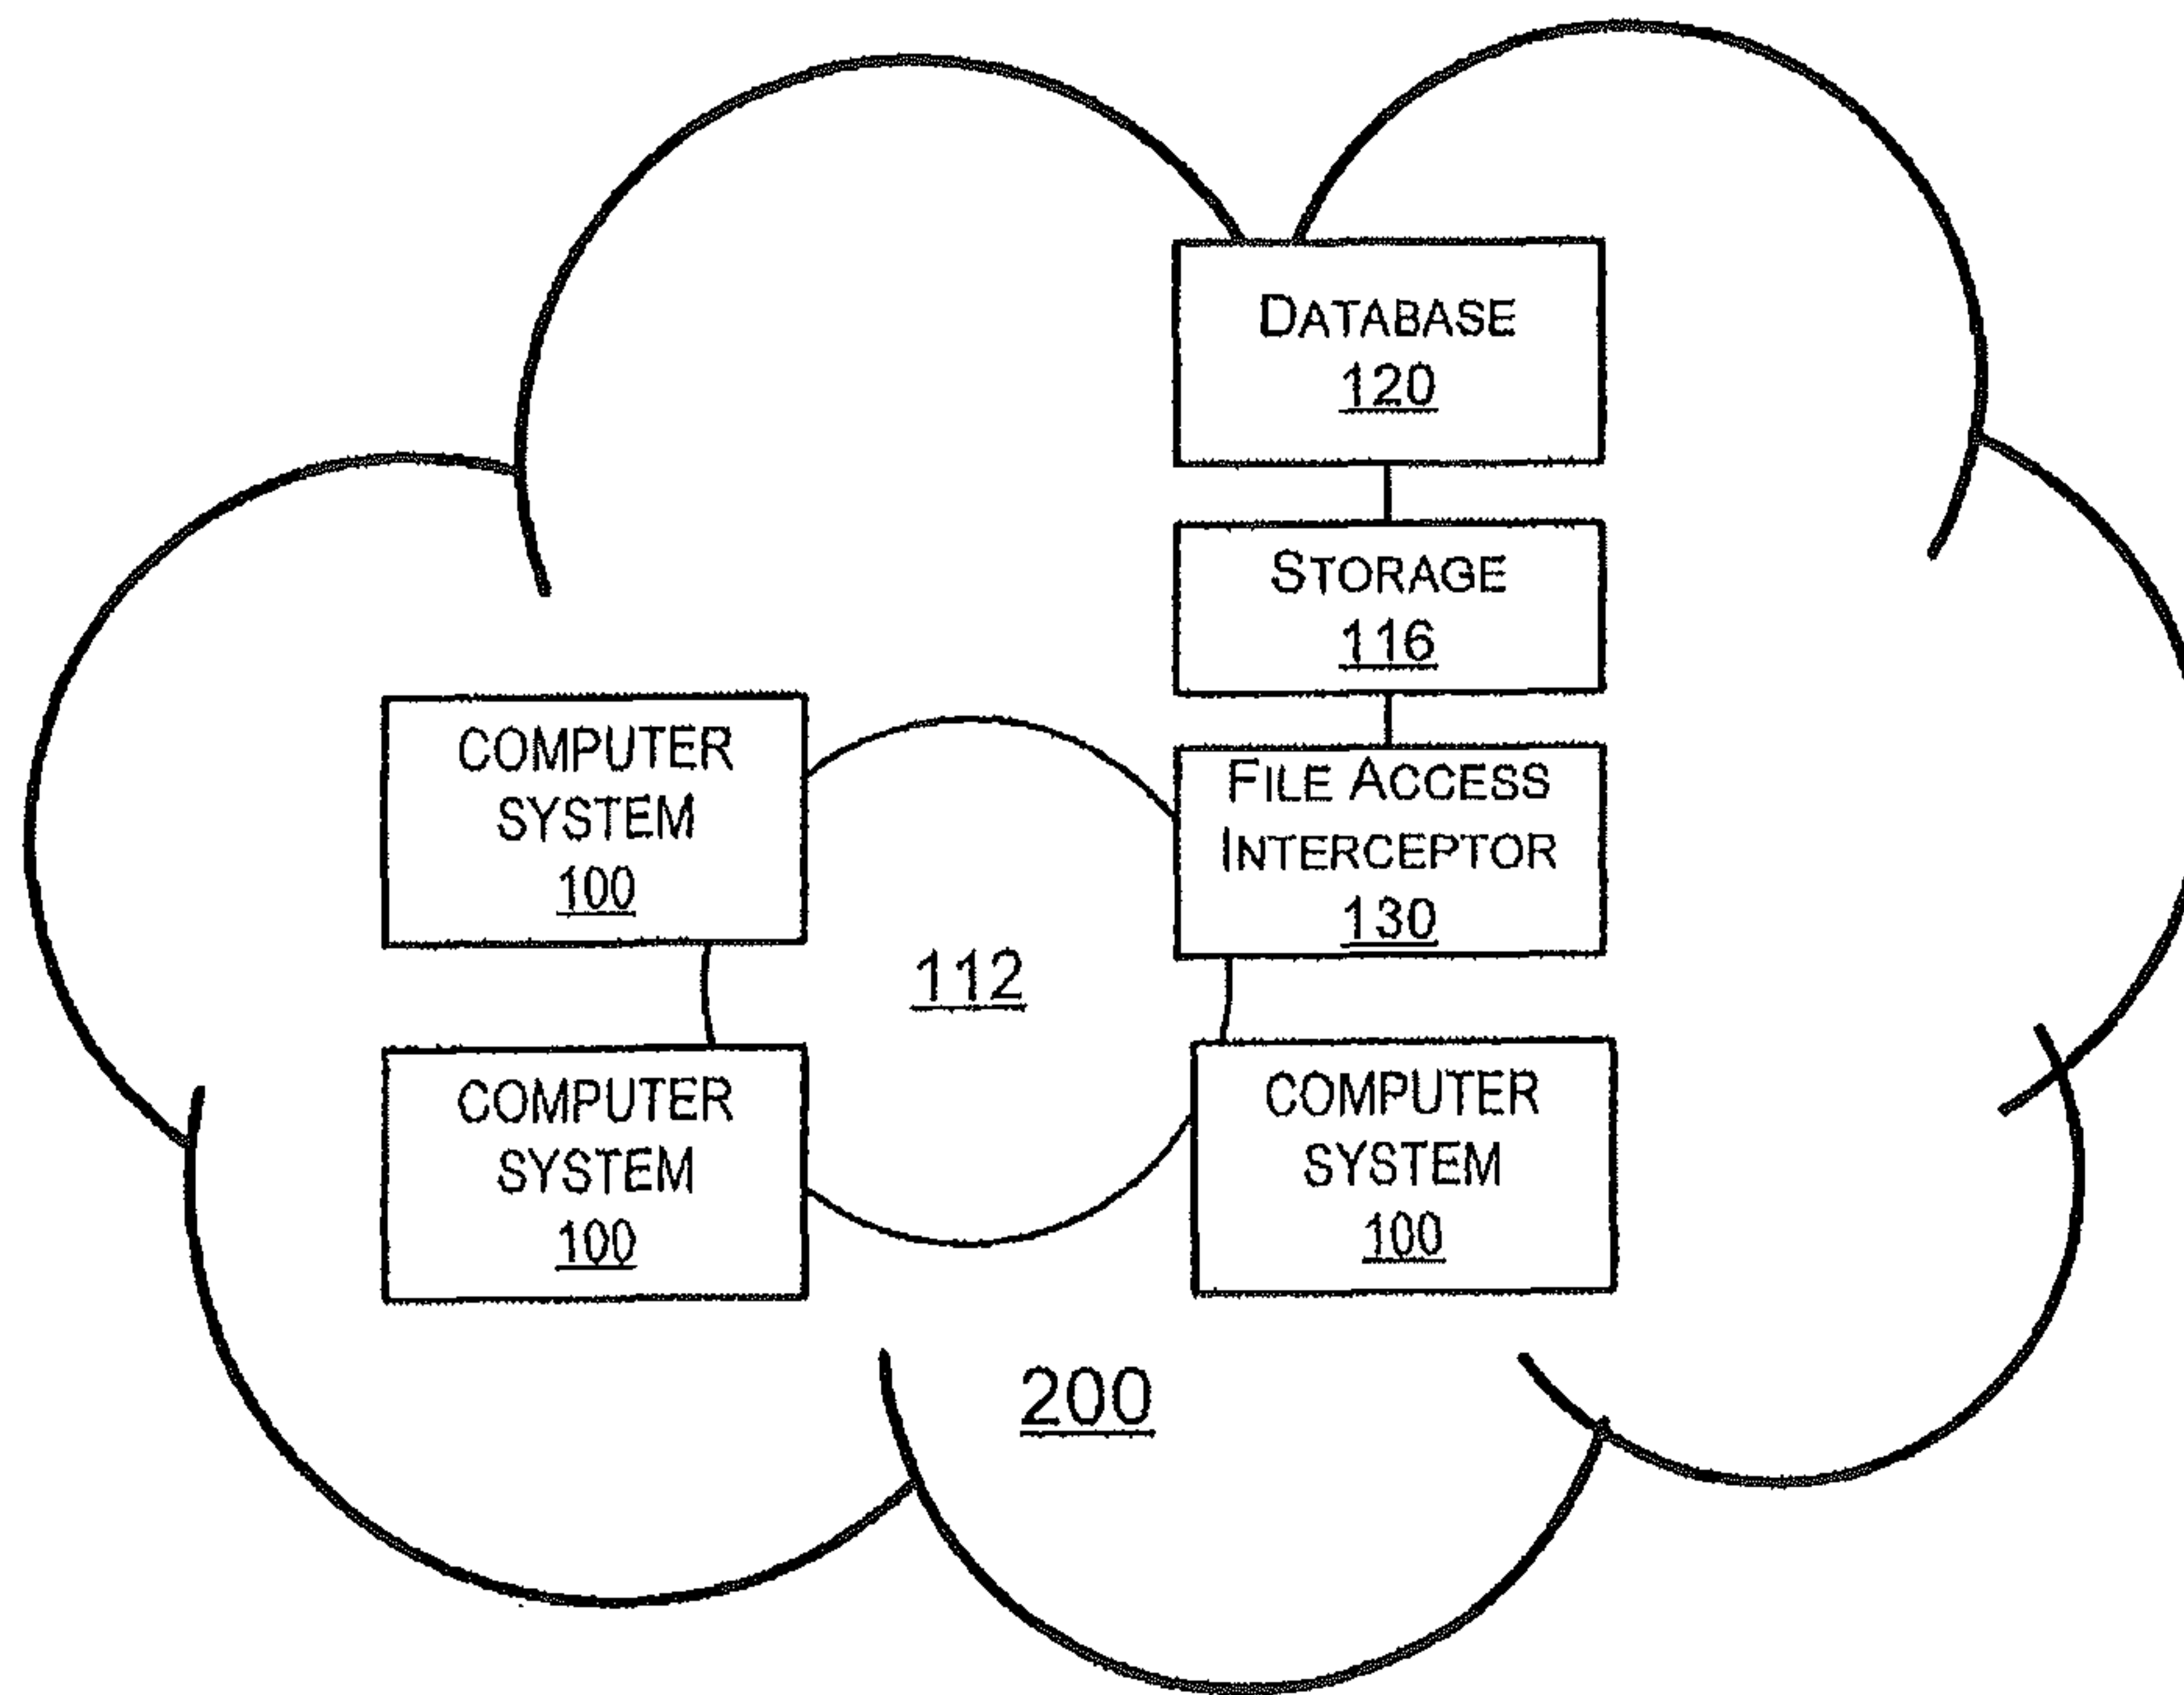 DATABASE
120
STORAGE
116
FILE ACCESS
INTERCEPTOR
130
COMPUTER
SYSTEM
100
112
COMPUTER
SYSTEM
100
COMPUTER
SYSTEM
100
200